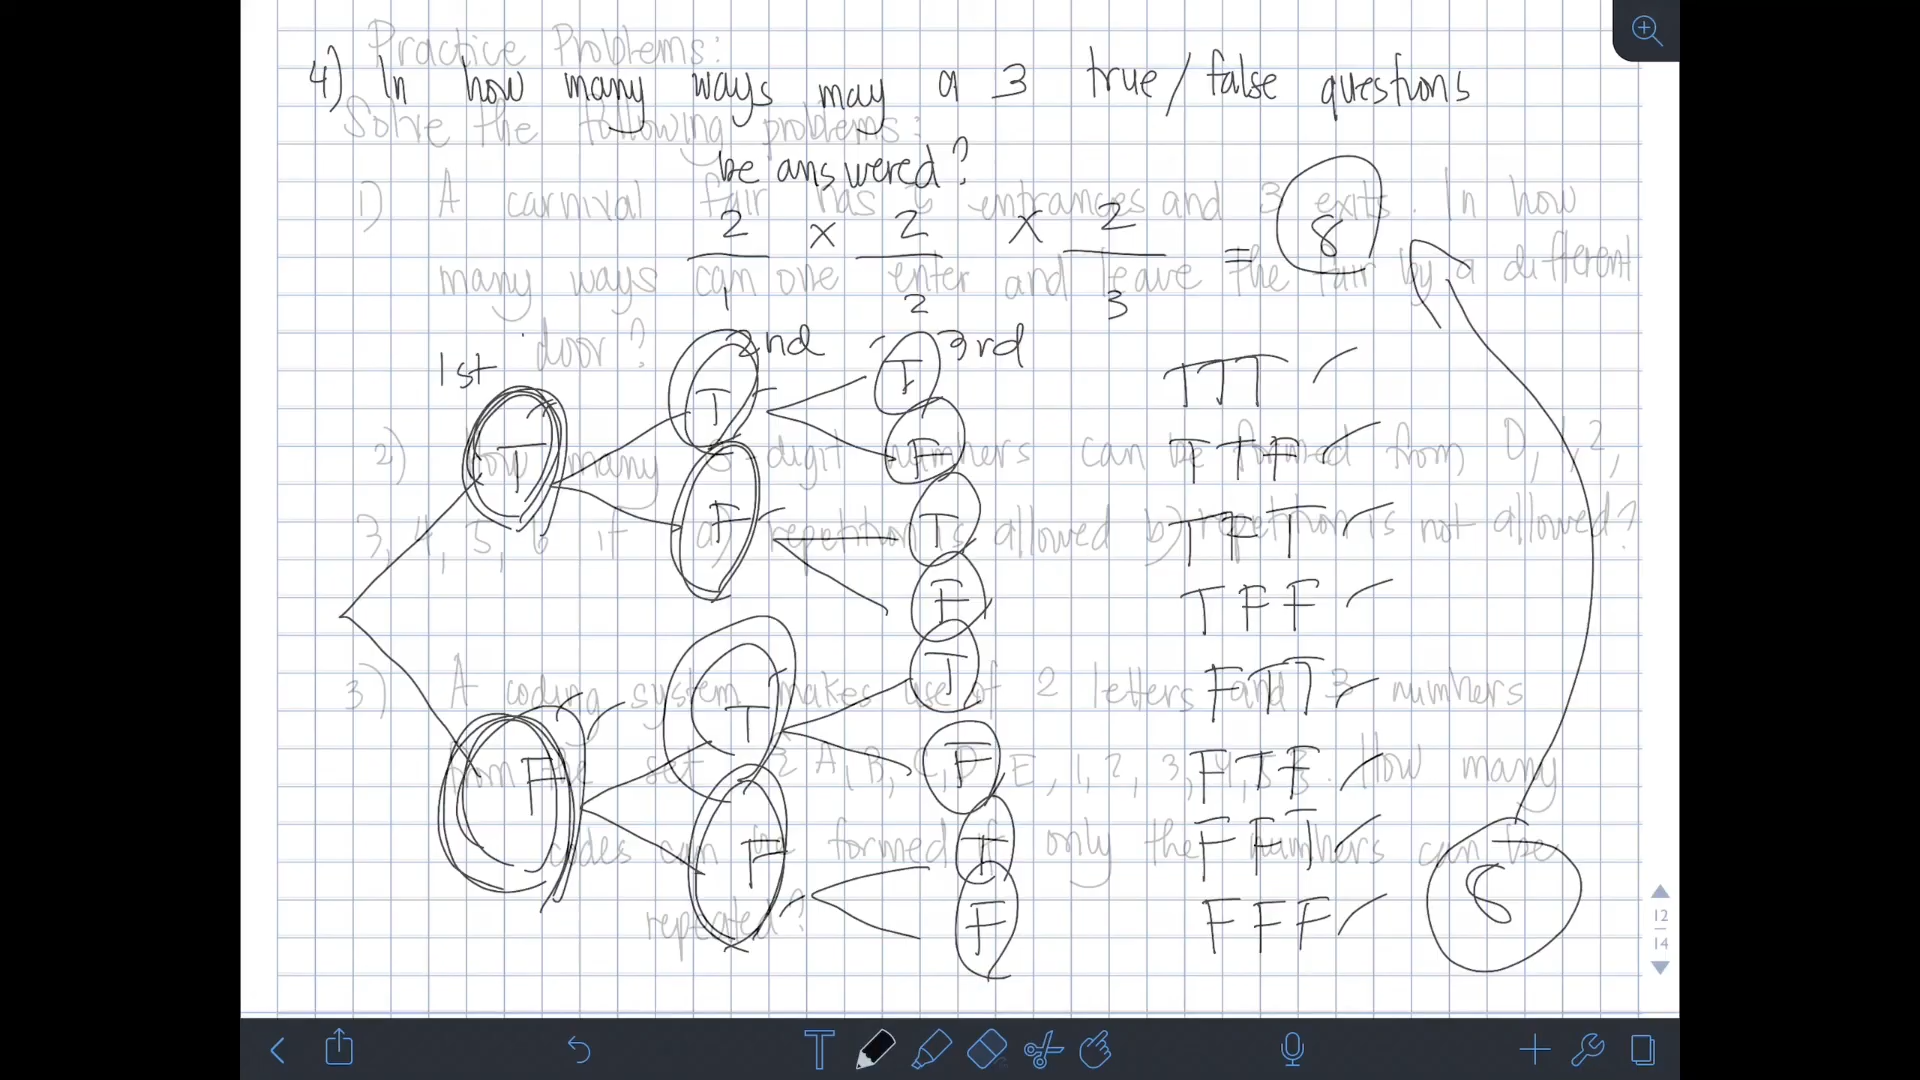 Practice Problems:
4) In how many ways may a 3 true/false questions
Solve the following problems:
be answered?
1) A carnival fair has entrances and 3 exits. In how
2 x 2 x 2 = 8
many ways can one enter and leave the fair by a different
1 2 3
door?
1st 2nd 3rd
T T T TTT
F TTF
2) How many 3-digit numbers can be formed from 0, 1, 2,
3, 4, 5, 6 if a) repetition is allowed b) repetition is not allowed?
F T TFT
F TFF
T T FTT
3) A coding system makes use of 2 letters and 3 numbers
F F FTF
from the set { A, B, C, D, E, 1, 2, 3, 4, 5 }. How many
F T FFT
codes can be formed if only the numbers can be
F FFF 8
repeated?
12
14
T